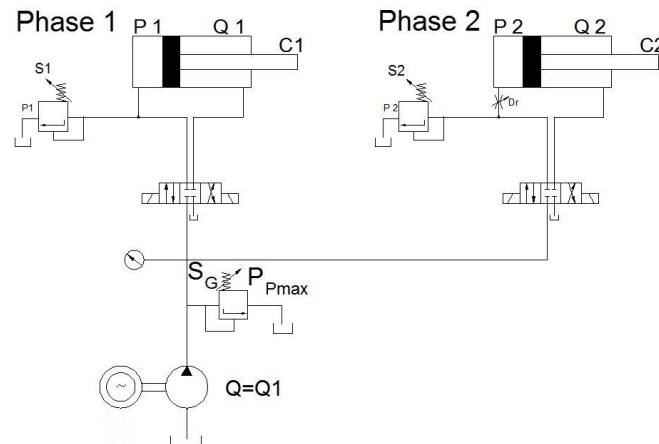 Phase 1
P 1
Q 1
C1
S1
P1
Phase 2
P 2
Q 2
C2
S2
P 2
Dr
S G
P Pmax
Q=Q1
~